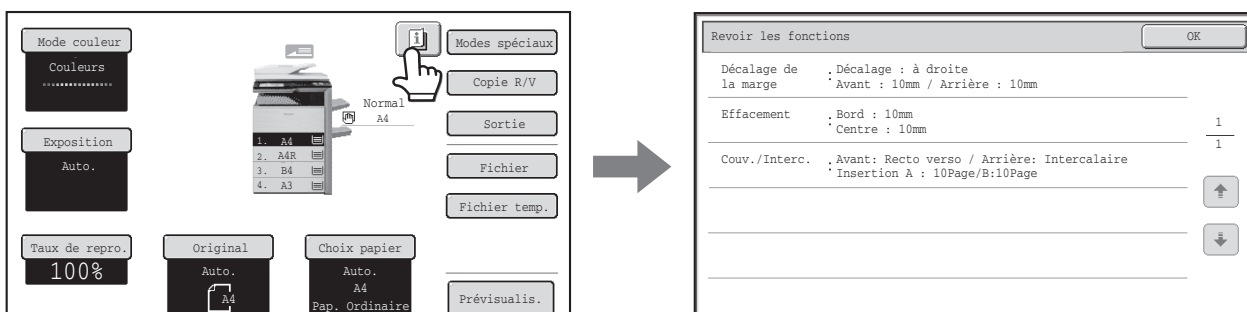 Mode couleur
Couleurs
Exposition
Auto.
Taux de repro.
100%
Original
Auto.
A4
Choix papier
Auto.
A4
Pap. Ordinaire
Normal
A4
1. A4
2. A4R
3. B4
4. A3
Modes spéciaux
Copie R/V
Sortie
Fichier
Fichier temp.
Prévisualis.
Revoir les fonctions
OK
Décalage de la marge
: Décalage : à droite
Avant : 10mm / Arrière : 10mm
Effacement
: Bord : 10mm
Centre : 10mm
Couv./Interc.
: Avant: Recto verso / Arrière: Intercalaire
Insertion A : 10Page/B:10Page
1
1